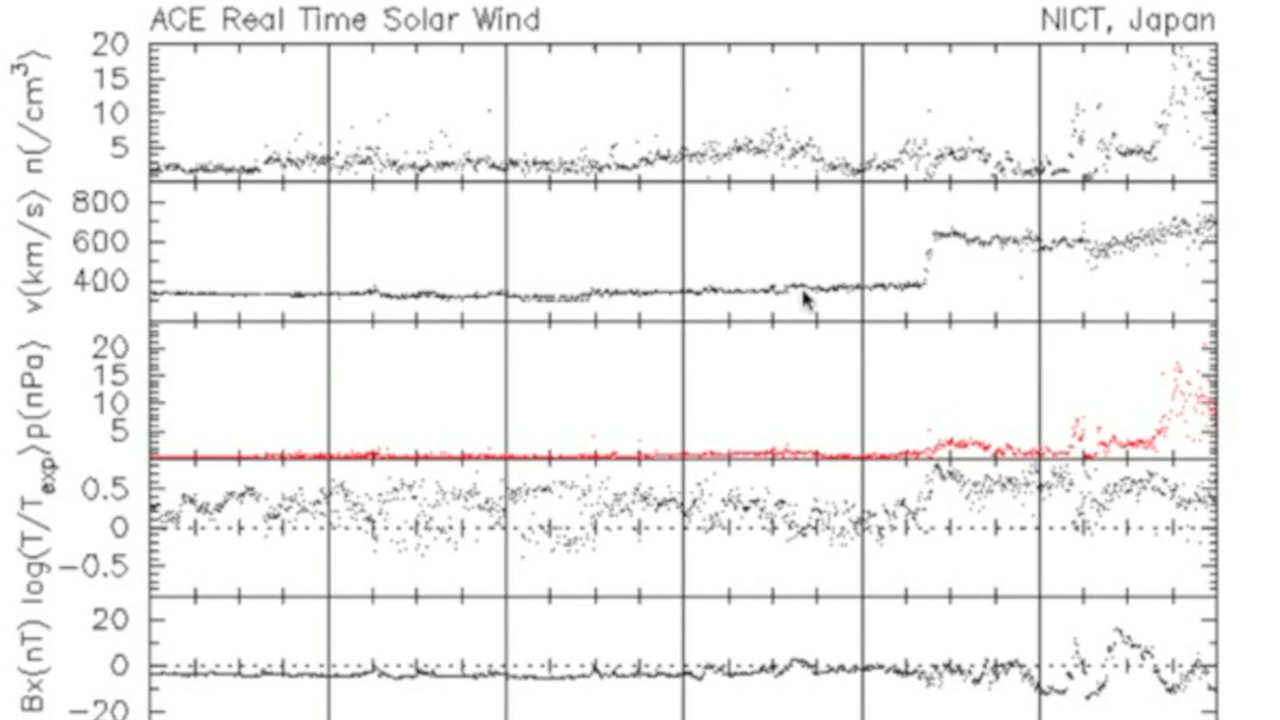 ACE Real Time Solar Wind
NICT, Japan
n(/cm³)
20
15
10
5
v(km/s)
800
600
400
p(nPa)
20
15
10
5
log(T/Texp)
0.5
0
−0.5
Bx(nT)
20
0
−20